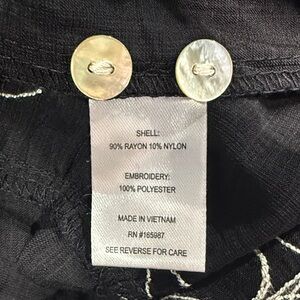 SHELL:
90% RAYON 10% NYLON
EMBROIDERY:
100% POLYESTER
MADE IN VIETNAM
RN #165987
SEE REVERSE FOR CARE